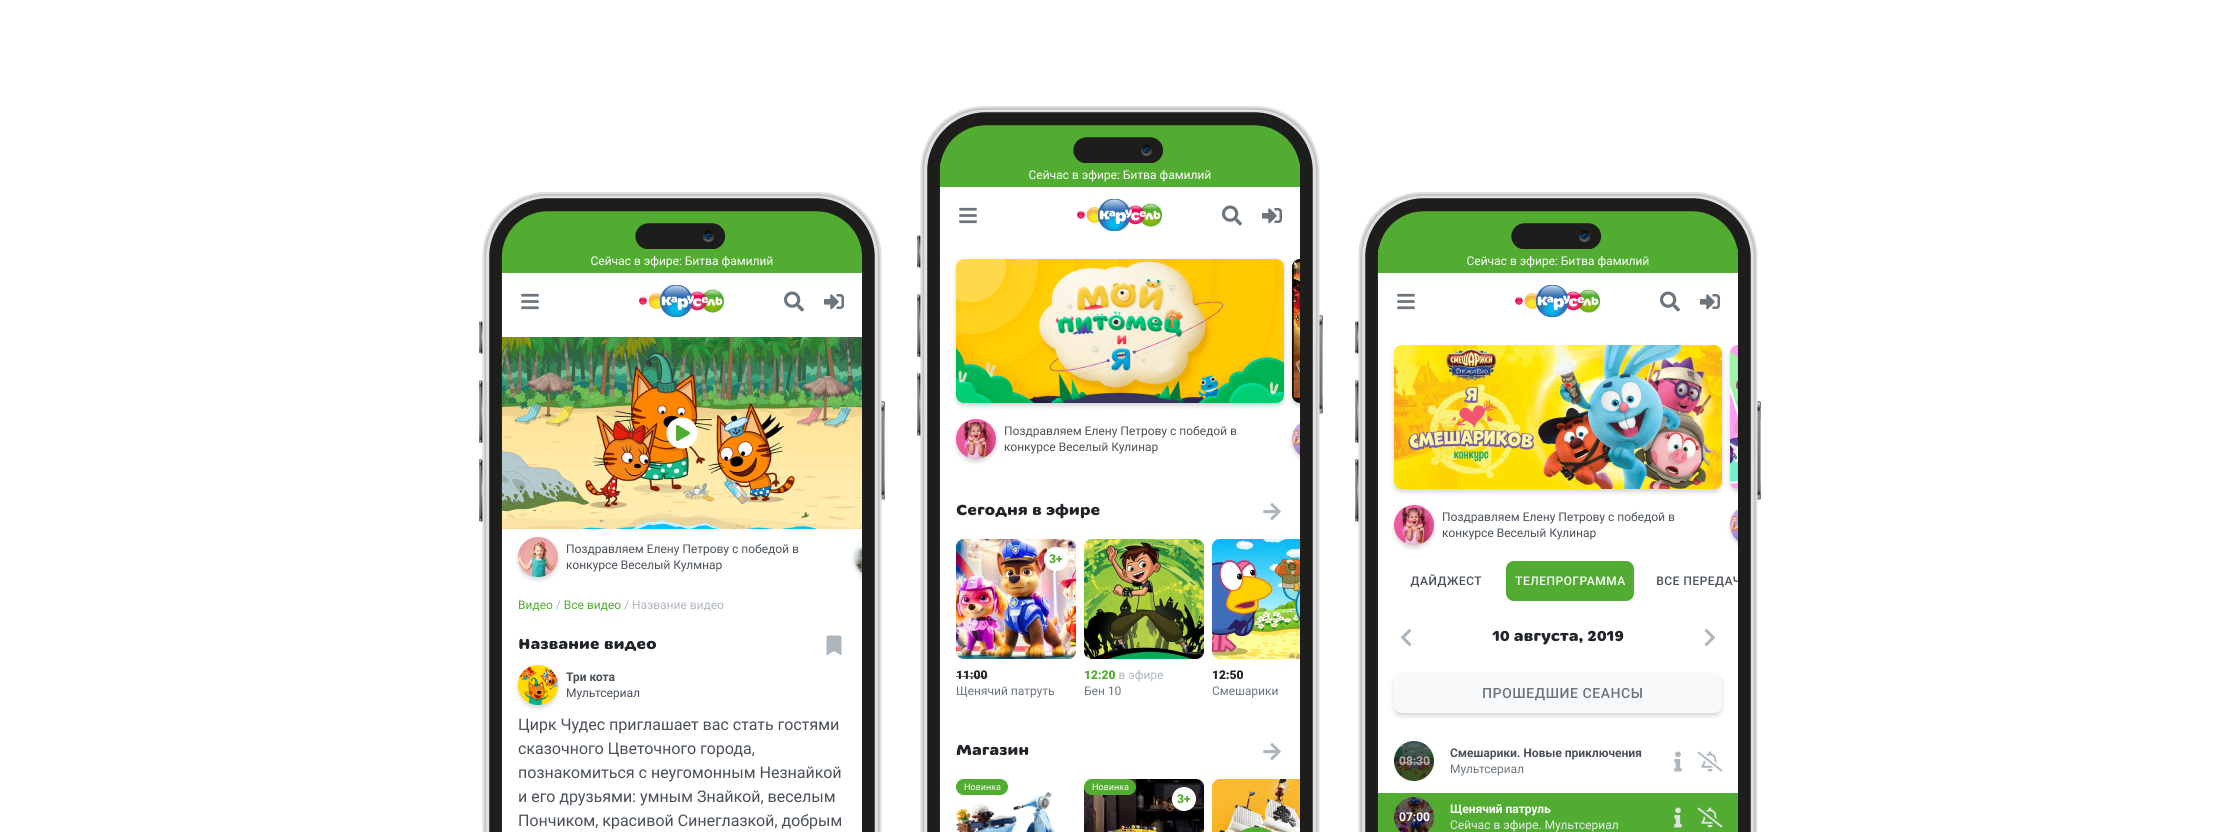 Сейчас в эфире: Битва фамилий
Карусель
Поздравляем Елену Петрову с победой в
конкурсе Веселый Кулмнар
Видео / Все видео / Название видео
Название видео
Три кота
Мультсериал
Цирк Чудес приглашает вас стать гостями
сказочного Цветочного города,
познакомиться с неугомонным Незнайкой
и его друзьями: умным Знайкой, веселым
Пончиком, красивой Синеглазкой, добрым
Сейчас в эфире: Битва фамилий
Карусель
МОЙ
ПИТОМЕЦ
И
Я
Поздравляем Елену Петрову с победой в
конкурсе Веселый Кулинар
Сегодня в эфире
3+
11:00
Щенячий патруть
12:20 в эфире
Бен 10
12:50
Смешарики
Магазин
Новинка
Новинка
3+
Сейчас в эфире: Битва фамилий
Карусель
СМЕШАРИКИ
ДЕЖАВЮ
Я
СМЕШАРИКОВ
конкурс
Поздравляем Елену Петрову с победой в
конкурсе Веселый Кулинар
ДАЙДЖЕСТ
ТЕЛЕПРОГРАММА
ВСЕ ПЕРЕДАЧ
10 августа, 2019
ПРОШЕДШИЕ СЕАНСЫ
08:30
Смешарики. Новые приключения
Мультсериал
07:00
Щенячий патруль
Сейчас в эфире. Мультсериал